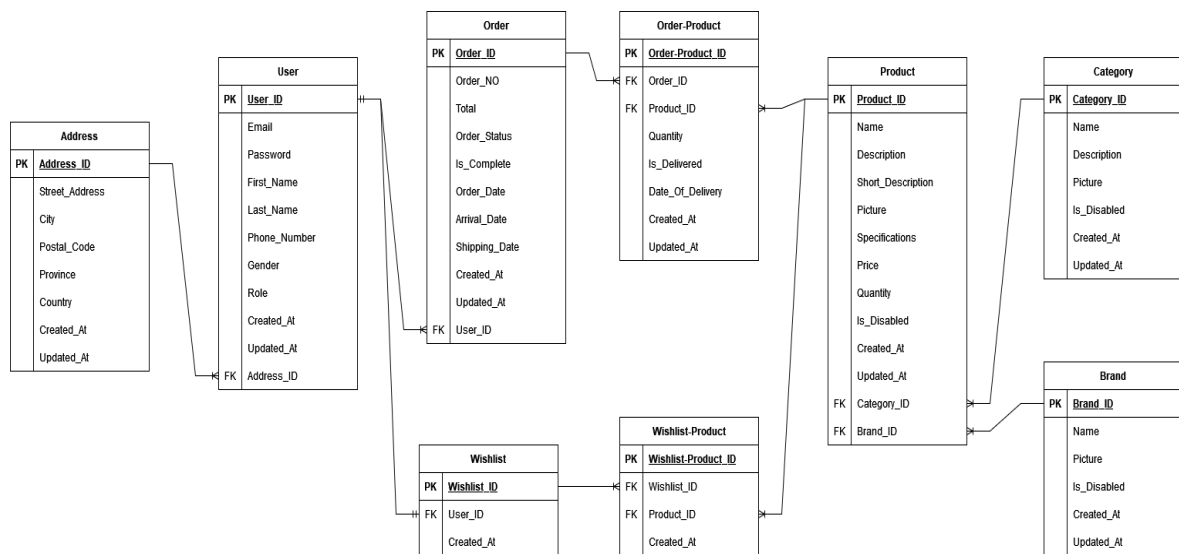 Address
PK Address_ID
Street_Address
City
Postal_Code
Province
Country
Created_At
Updated_At
User
PK User_ID
Email
Password
First_Name
Last_Name
Phone_Number
Gender
Role
Created_At
Updated_At
FK Address_ID
Order
PK Order_ID
Order_NO
Total
Order_Status
Is_Complete
Order_Date
Arrival_Date
Shipping_Date
Created_At
Updated_At
FK User_ID
Wishlist
PK Wishlist_ID
FK User_ID
Created_At
Order-Product
PK Order-Product_ID
FK Order_ID
FK Product_ID
Quantity
Is_Delivered
Date_Of_Delivery
Created_At
Updated_At
Wishlist-Product
PK Wishlist-Product_ID
FK Wishlist_ID
FK Product_ID
Created_At
Product
PK Product_ID
Name
Description
Short_Description
Picture
Specifications
Price
Quantity
Is_Disabled
Created_At
Updated_At
FK Category_ID
FK Brand_ID
Category
PK Category_ID
Name
Description
Picture
Is_Disabled
Created_At
Updated_At
Brand
PK Brand_ID
Name
Picture
Is_Disabled
Created_At
Updated_At